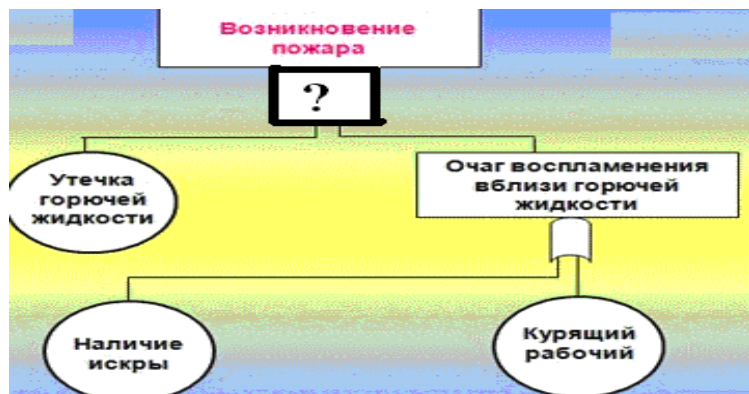 Возникновение
пожара
?
Утечка
горючей
жидкости
Очаг воспламенения
вблизи горючей
жидкости
Наличие
искры
Курящий
рабочий